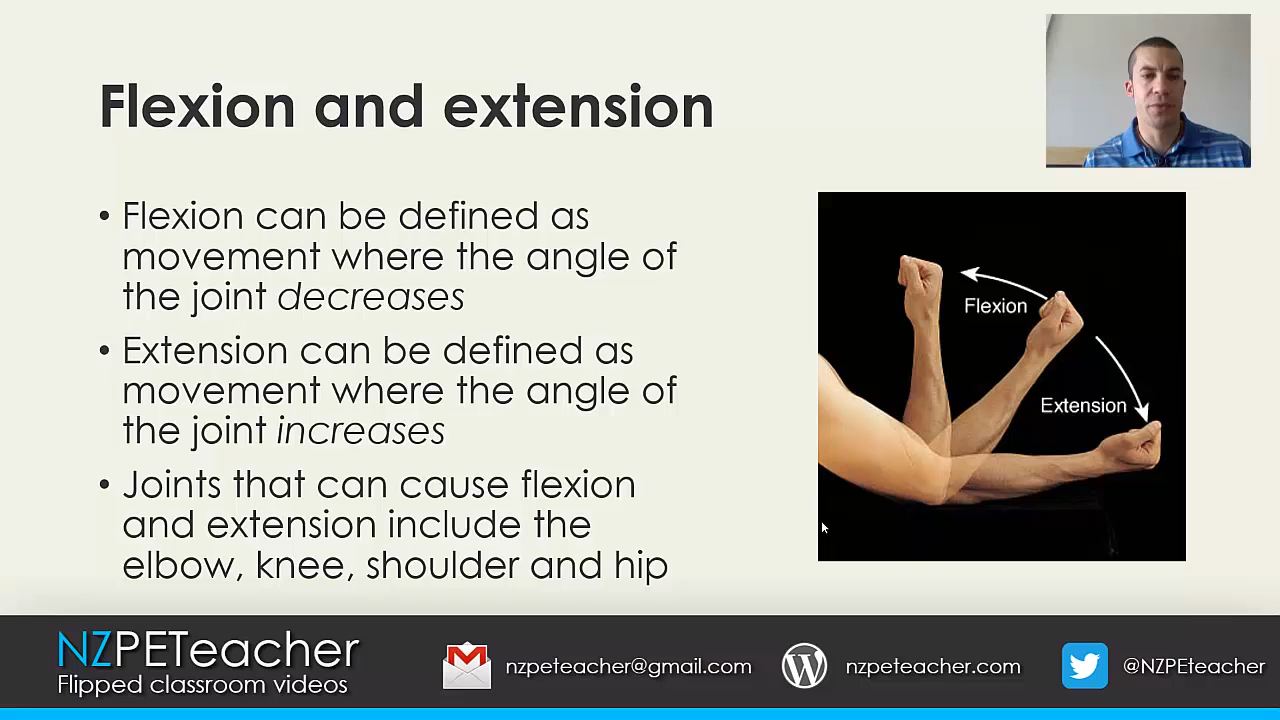 Flexion and extension
• Flexion can be defined as
movement where the angle of
the joint decreases
• Extension can be defined as
movement where the angle of
the joint increases
• Joints that can cause flexion
and extension include the
elbow, knee, shoulder and hip
Flexion
Extension
NZPETeacher
Flipped classroom videos
nzpeteacher@gmail.com
nzpeteacher.com
@NZPEteacher